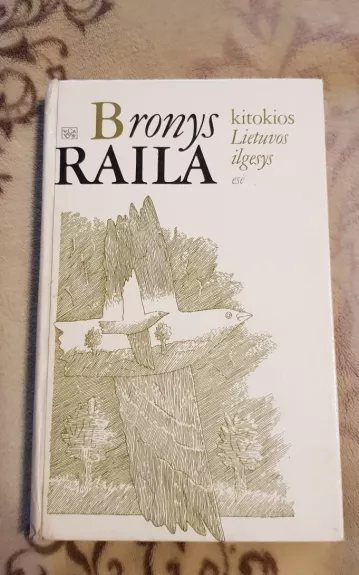 Bronys
RAILA
kitokios
Lietuvos
ilgesys
esė